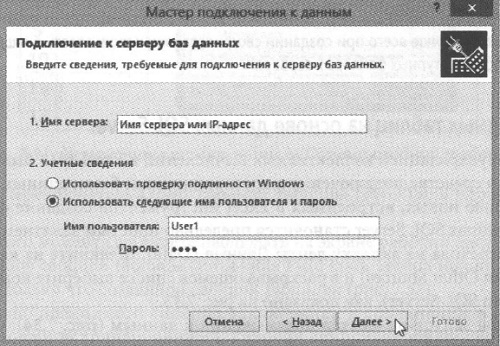 Мастер подключения к данным
? ×
Подключение к серверу баз данных
Введите сведения, требуемые для подключения к серверу баз данных.
1. Имя сервера: Имя сервера или IP-адрес
2. Учетные сведения
Использовать проверку подлинности Windows
Использовать следующие имя пользователя и пароль
Имя пользователя: User1
Пароль: ●●●●
Отмена < Назад Далее > Готово